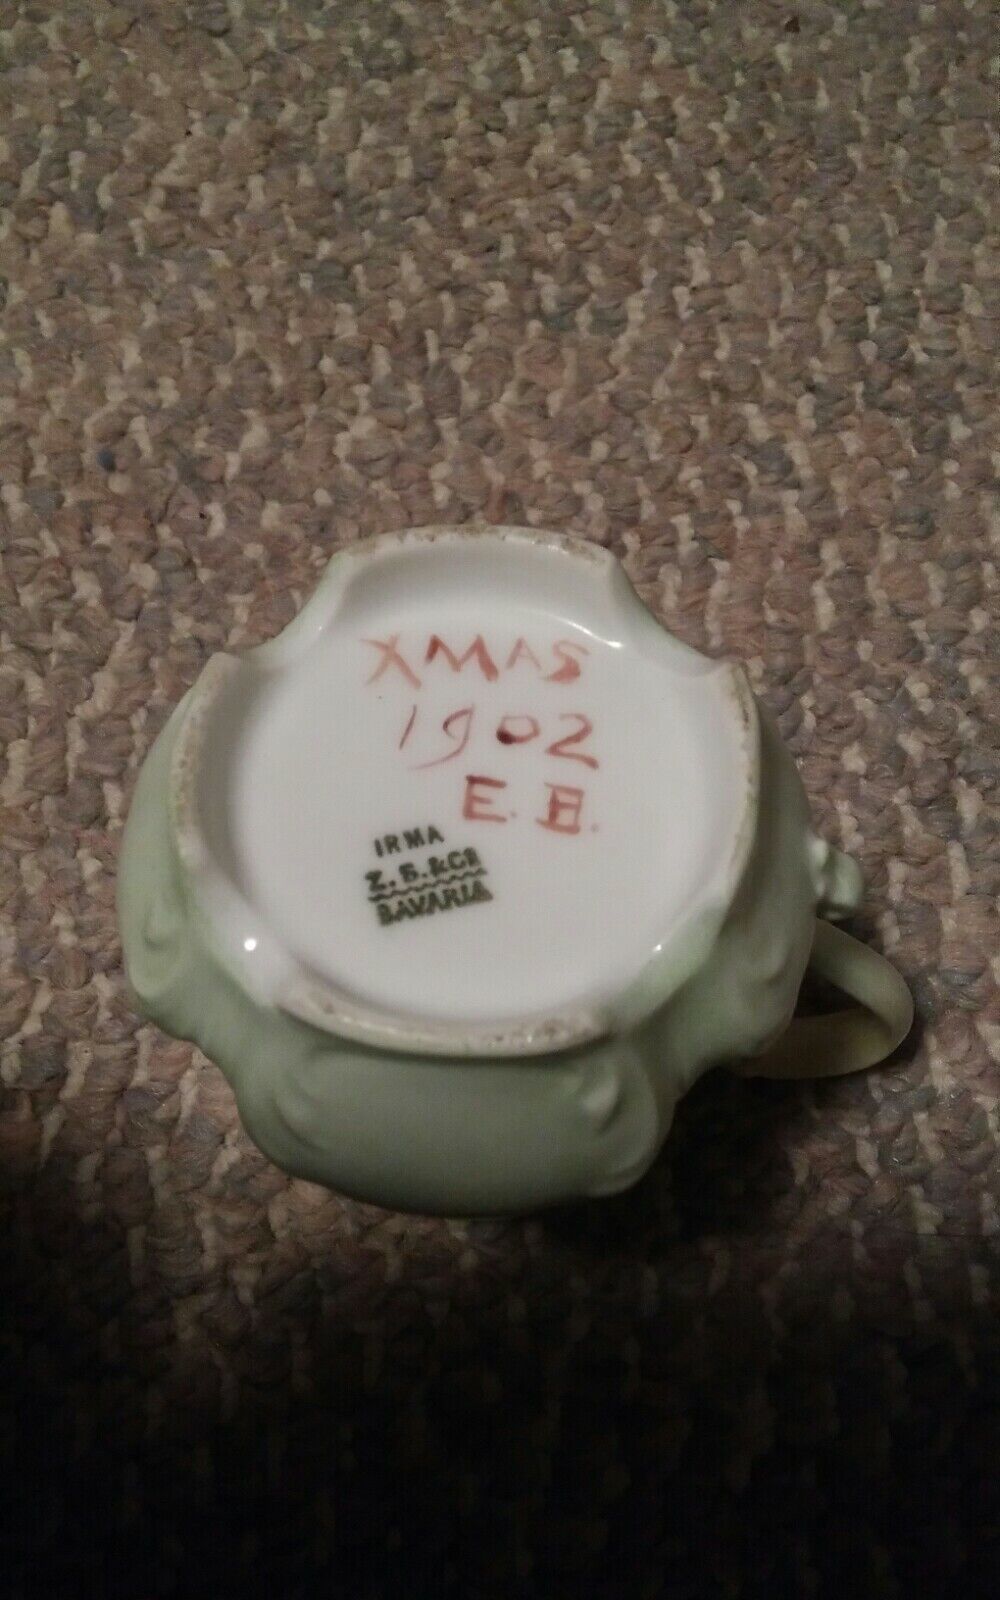 XMAS
1902
E. B.
IRMA
Z. S. & Co
BAVARIA